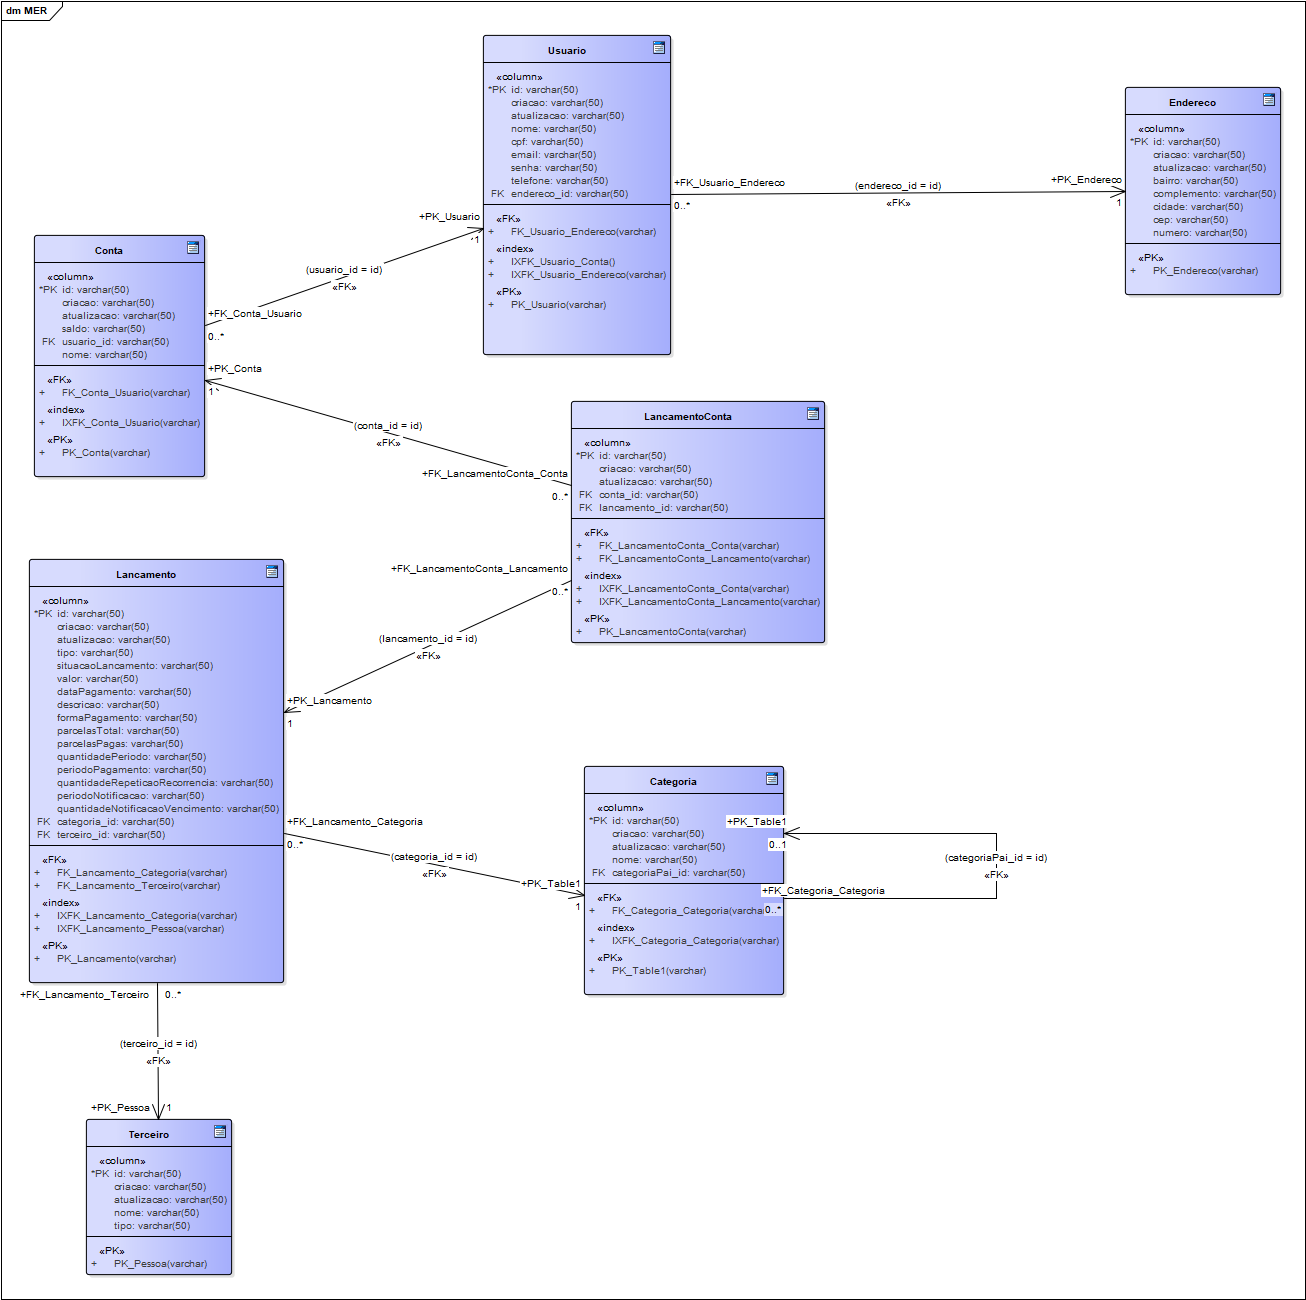 dm MER
Usuario
«column»
*PK id: varchar(50)
criacao: varchar(50)
atualizacao: varchar(50)
nome: varchar(50)
cpf: varchar(50)
email: varchar(50)
senha: varchar(50)
telefone: varchar(50)
FK endereco_id: varchar(50)
«FK»
+ FK_Usuario_Endereco(varchar)
«index»
+ IXFK_Usuario_Conta()
+ IXFK_Usuario_Endereco(varchar)
«PK»
+ PK_Usuario(varchar)
Endereco
«column»
*PK id: varchar(50)
criacao: varchar(50)
atualizacao: varchar(50)
bairro: varchar(50)
complemento: varchar(50)
cidade: varchar(50)
cep: varchar(50)
numero: varchar(50)
«PK»
+ PK_Endereco(varchar)
+FK_Usuario_Endereco
0..*
(endereco_id = id)
«FK»
+PK_Endereco
1
+PK_Usuario
1
(usuario_id = id)
«FK»
+FK_Conta_Usuario
0..*
Conta
«column»
*PK id: varchar(50)
criacao: varchar(50)
atualizacao: varchar(50)
saldo: varchar(50)
FK usuario_id: varchar(50)
nome: varchar(50)
«FK»
+ FK_Conta_Usuario(varchar)
«index»
+ IXFK_Conta_Usuario(varchar)
«PK»
+ PK_Conta(varchar)
+PK_Conta
1
(conta_id = id)
«FK»
+FK_LancamentoConta_Conta
0..*
LancamentoConta
«column»
*PK id: varchar(50)
criacao: varchar(50)
atualizacao: varchar(50)
FK conta_id: varchar(50)
FK lancamento_id: varchar(50)
«FK»
+ FK_LancamentoConta_Conta(varchar)
+ FK_LancamentoConta_Lancamento(varchar)
«index»
+ IXFK_LancamentoConta_Conta(varchar)
+ IXFK_LancamentoConta_Lancamento(varchar)
«PK»
+ PK_LancamentoConta(varchar)
+FK_LancamentoConta_Lancamento
0..*
(lancamento_id = id)
«FK»
+PK_Lancamento
1
Lancamento
«column»
*PK id: varchar(50)
criacao: varchar(50)
atualizacao: varchar(50)
tipo: varchar(50)
situacaoLancamento: varchar(50)
valor: varchar(50)
dataPagamento: varchar(50)
descricao: varchar(50)
formaPagamento: varchar(50)
parcelasTotal: varchar(50)
parcelasPagas: varchar(50)
quantidadePeriodo: varchar(50)
periodoPagamento: varchar(50)
quantidadeRepeticaoRecorrencia: varchar(50)
periodoNotificacao: varchar(50)
quantidadeNotificacaoVencimento: varchar(50)
FK categoria_id: varchar(50)
FK terceiro_id: varchar(50)
«FK»
+ FK_Lancamento_Categoria(varchar)
+ FK_Lancamento_Terceiro(varchar)
«index»
+ IXFK_Lancamento_Categoria(varchar)
+ IXFK_Lancamento_Pessoa(varchar)
«PK»
+ PK_Lancamento(varchar)
+FK_Lancamento_Categoria
0..*
(categoria_id = id)
«FK»
+PK_Table1
1
Categoria
«column»
*PK id: varchar(50)
criacao: varchar(50)
atualizacao: varchar(50)
nome: varchar(50)
FK categoriaPai_id: varchar(50)
«FK»
+ FK_Categoria_Categoria(varcha
«index»
+ IXFK_Categoria_Categoria(varchar)
«PK»
+ PK_Table1(varchar)
+PK_Table1
0..1
(categoriaPai_id = id)
«FK»
+FK_Categoria_Categoria
0..*
+FK_Lancamento_Terceiro
0..*
(terceiro_id = id)
«FK»
+PK_Pessoa
1
Terceiro
«column»
*PK id: varchar(50)
criacao: varchar(50)
atualizacao: varchar(50)
nome: varchar(50)
tipo: varchar(50)
«PK»
+ PK_Pessoa(varchar)